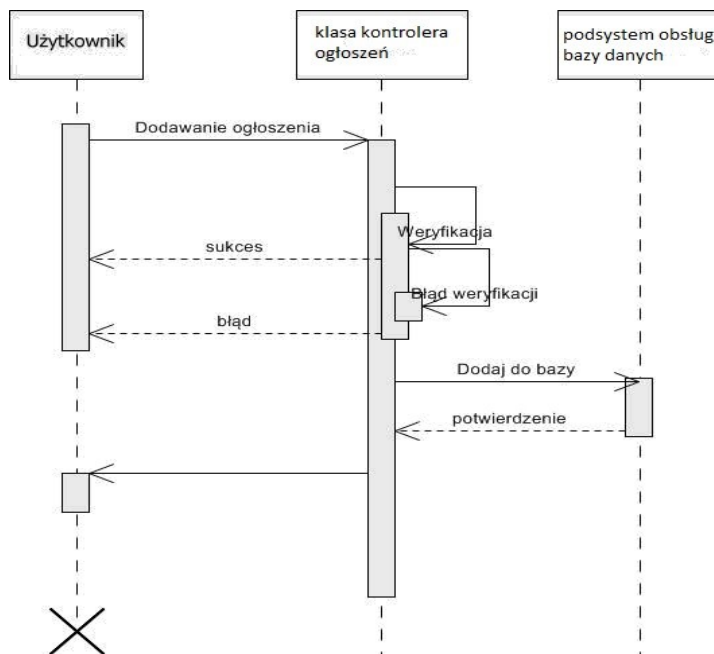 Użytkownik
klasa kontrolera
ogłoszeń
podsystem obsług
bazy danych
Dodawanie ogłoszenia
Weryfikacja
sukces
Błąd weryfikacji
błąd
Dodaj do bazy
potwierdzenie